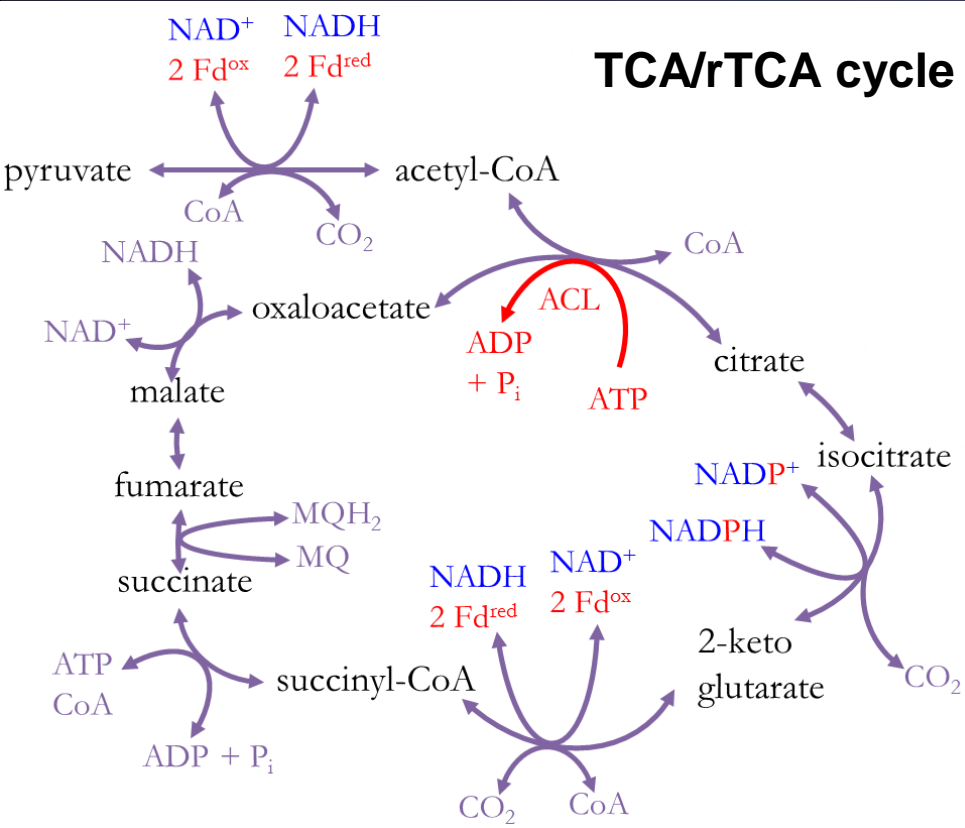 TCA/rTCA cycle
NAD⁺ NADH
2 Fdᵒˣ 2 Fdʳᵉᵈ
pyruvate acetyl-CoA
CoA
CO₂
NADH
CoA
NAD⁺
oxaloacetate
ACL
ADP
+ Pᵢ
ATP
malate
citrate
fumarate
isocitrate
NADP⁺
MQH₂
NADPH
MQ
succinate
NADH NAD⁺
2 Fdʳᵉᵈ 2 Fdᵒˣ
2-keto
glutarate
CO₂
ATP
CoA
succinyl-CoA
ADP + Pᵢ
CO₂ CoA